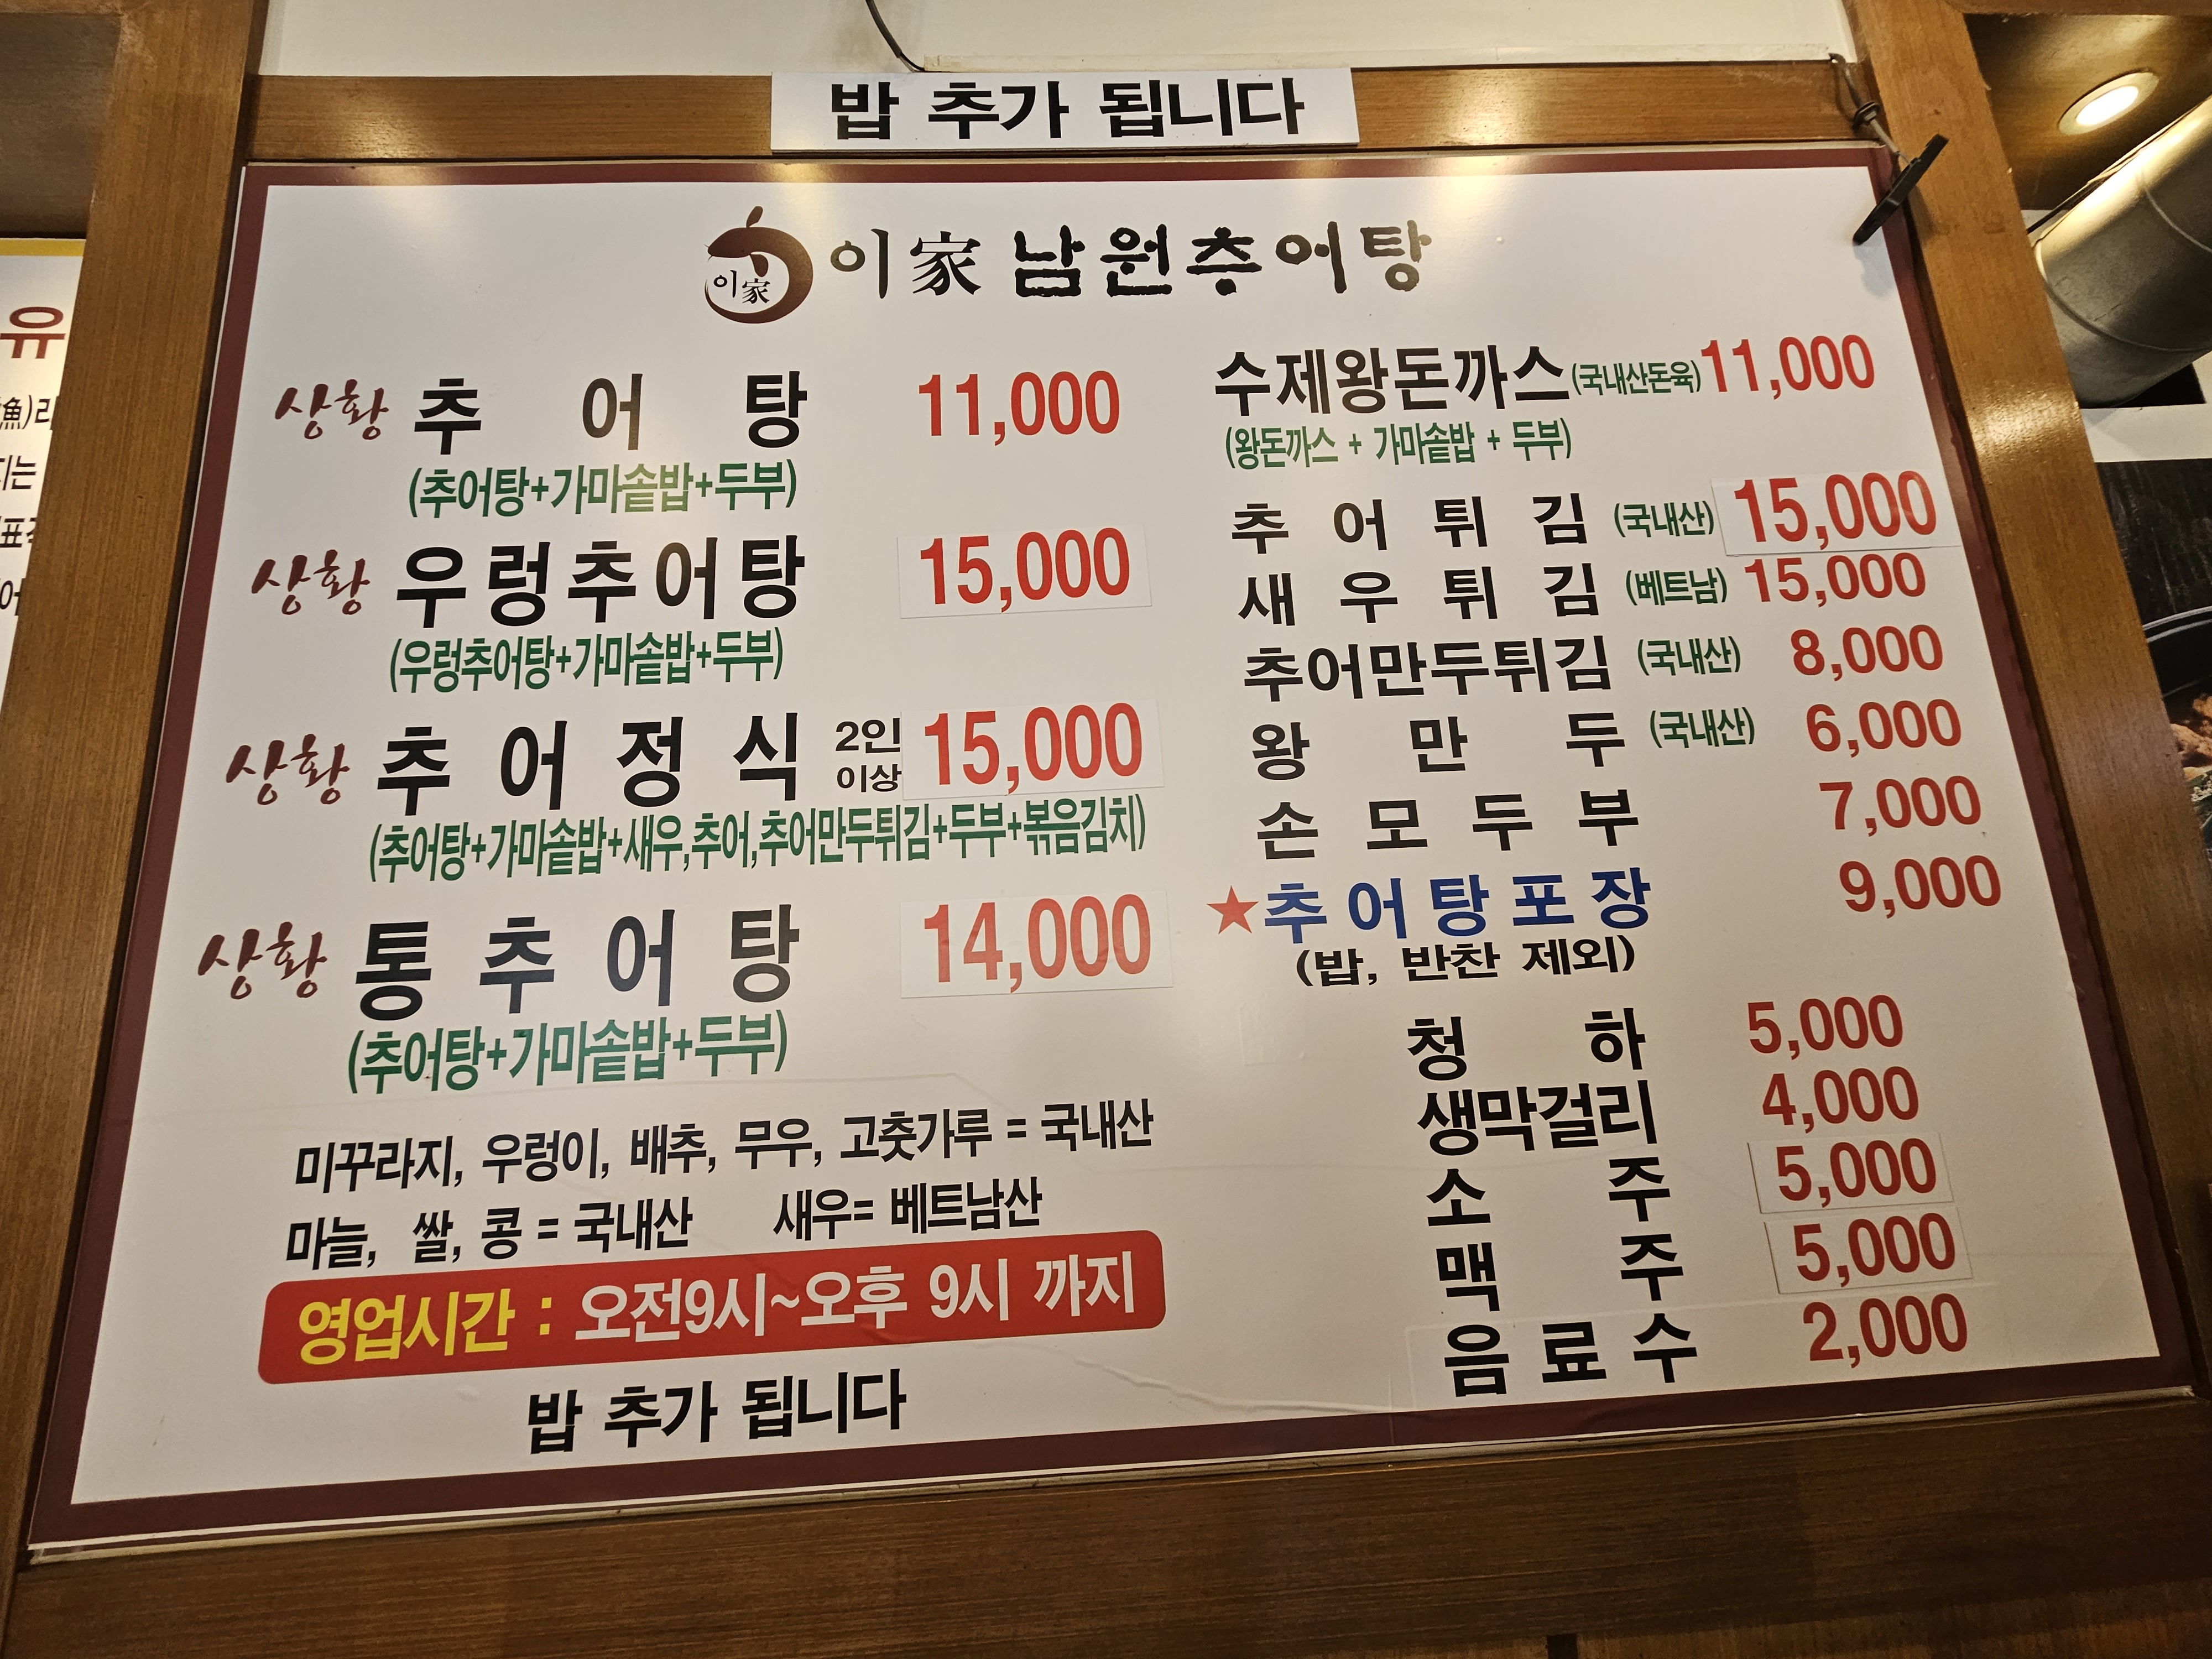 밥 추가 됩니다
이家
이家 남원추어탕
상황 추어탕 11,000
(추어탕+가마솥밥+두부)
상황 우렁추어탕 15,000
(우렁추어탕+가마솥밥+두부)
상황 추어정식 2인 이상 15,000
(추어탕+가마솥밥+새우,추어,추어만두튀김+두부+볶음김치)
상황 통추어탕 14,000
(추어탕+가마솥밥+두부)
미꾸라지, 우렁이, 배추, 무우, 고춧가루 = 국내산
마늘, 쌀, 콩 = 국내산 새우= 베트남산
영업시간 : 오전9시~오후 9시 까지
밥 추가 됩니다
수제왕돈까스(국내산돈육) 11,000
(왕돈까스 + 가마솥밥 + 두부)
추어튀김 (국내산) 15,000
새우튀김 (베트남) 15,000
추어만두튀김 (국내산) 8,000
왕만두 (국내산) 6,000
손모두부 7,000
★추어탕포장 9,000
(밥, 반찬 제외)
청하 5,000
생막걸리 4,000
소주 5,000
맥주 5,000
음료수 2,000
유
魚)라
지는